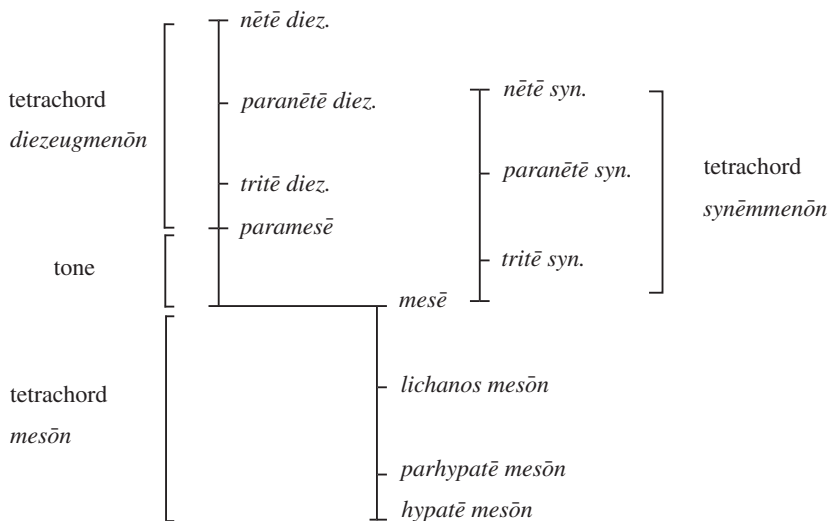 nētē diez.
nētē syn.
tetrachord
diezeugmenōn
paranētē diez.
paranētē syn.
tetrachord
synēmmenōn
tritē diez.
paramesē
tritē syn.
tone
mesē
lichanos mesōn
tetrachord
mesōn
parhypatē mesōn
hypatē mesōn